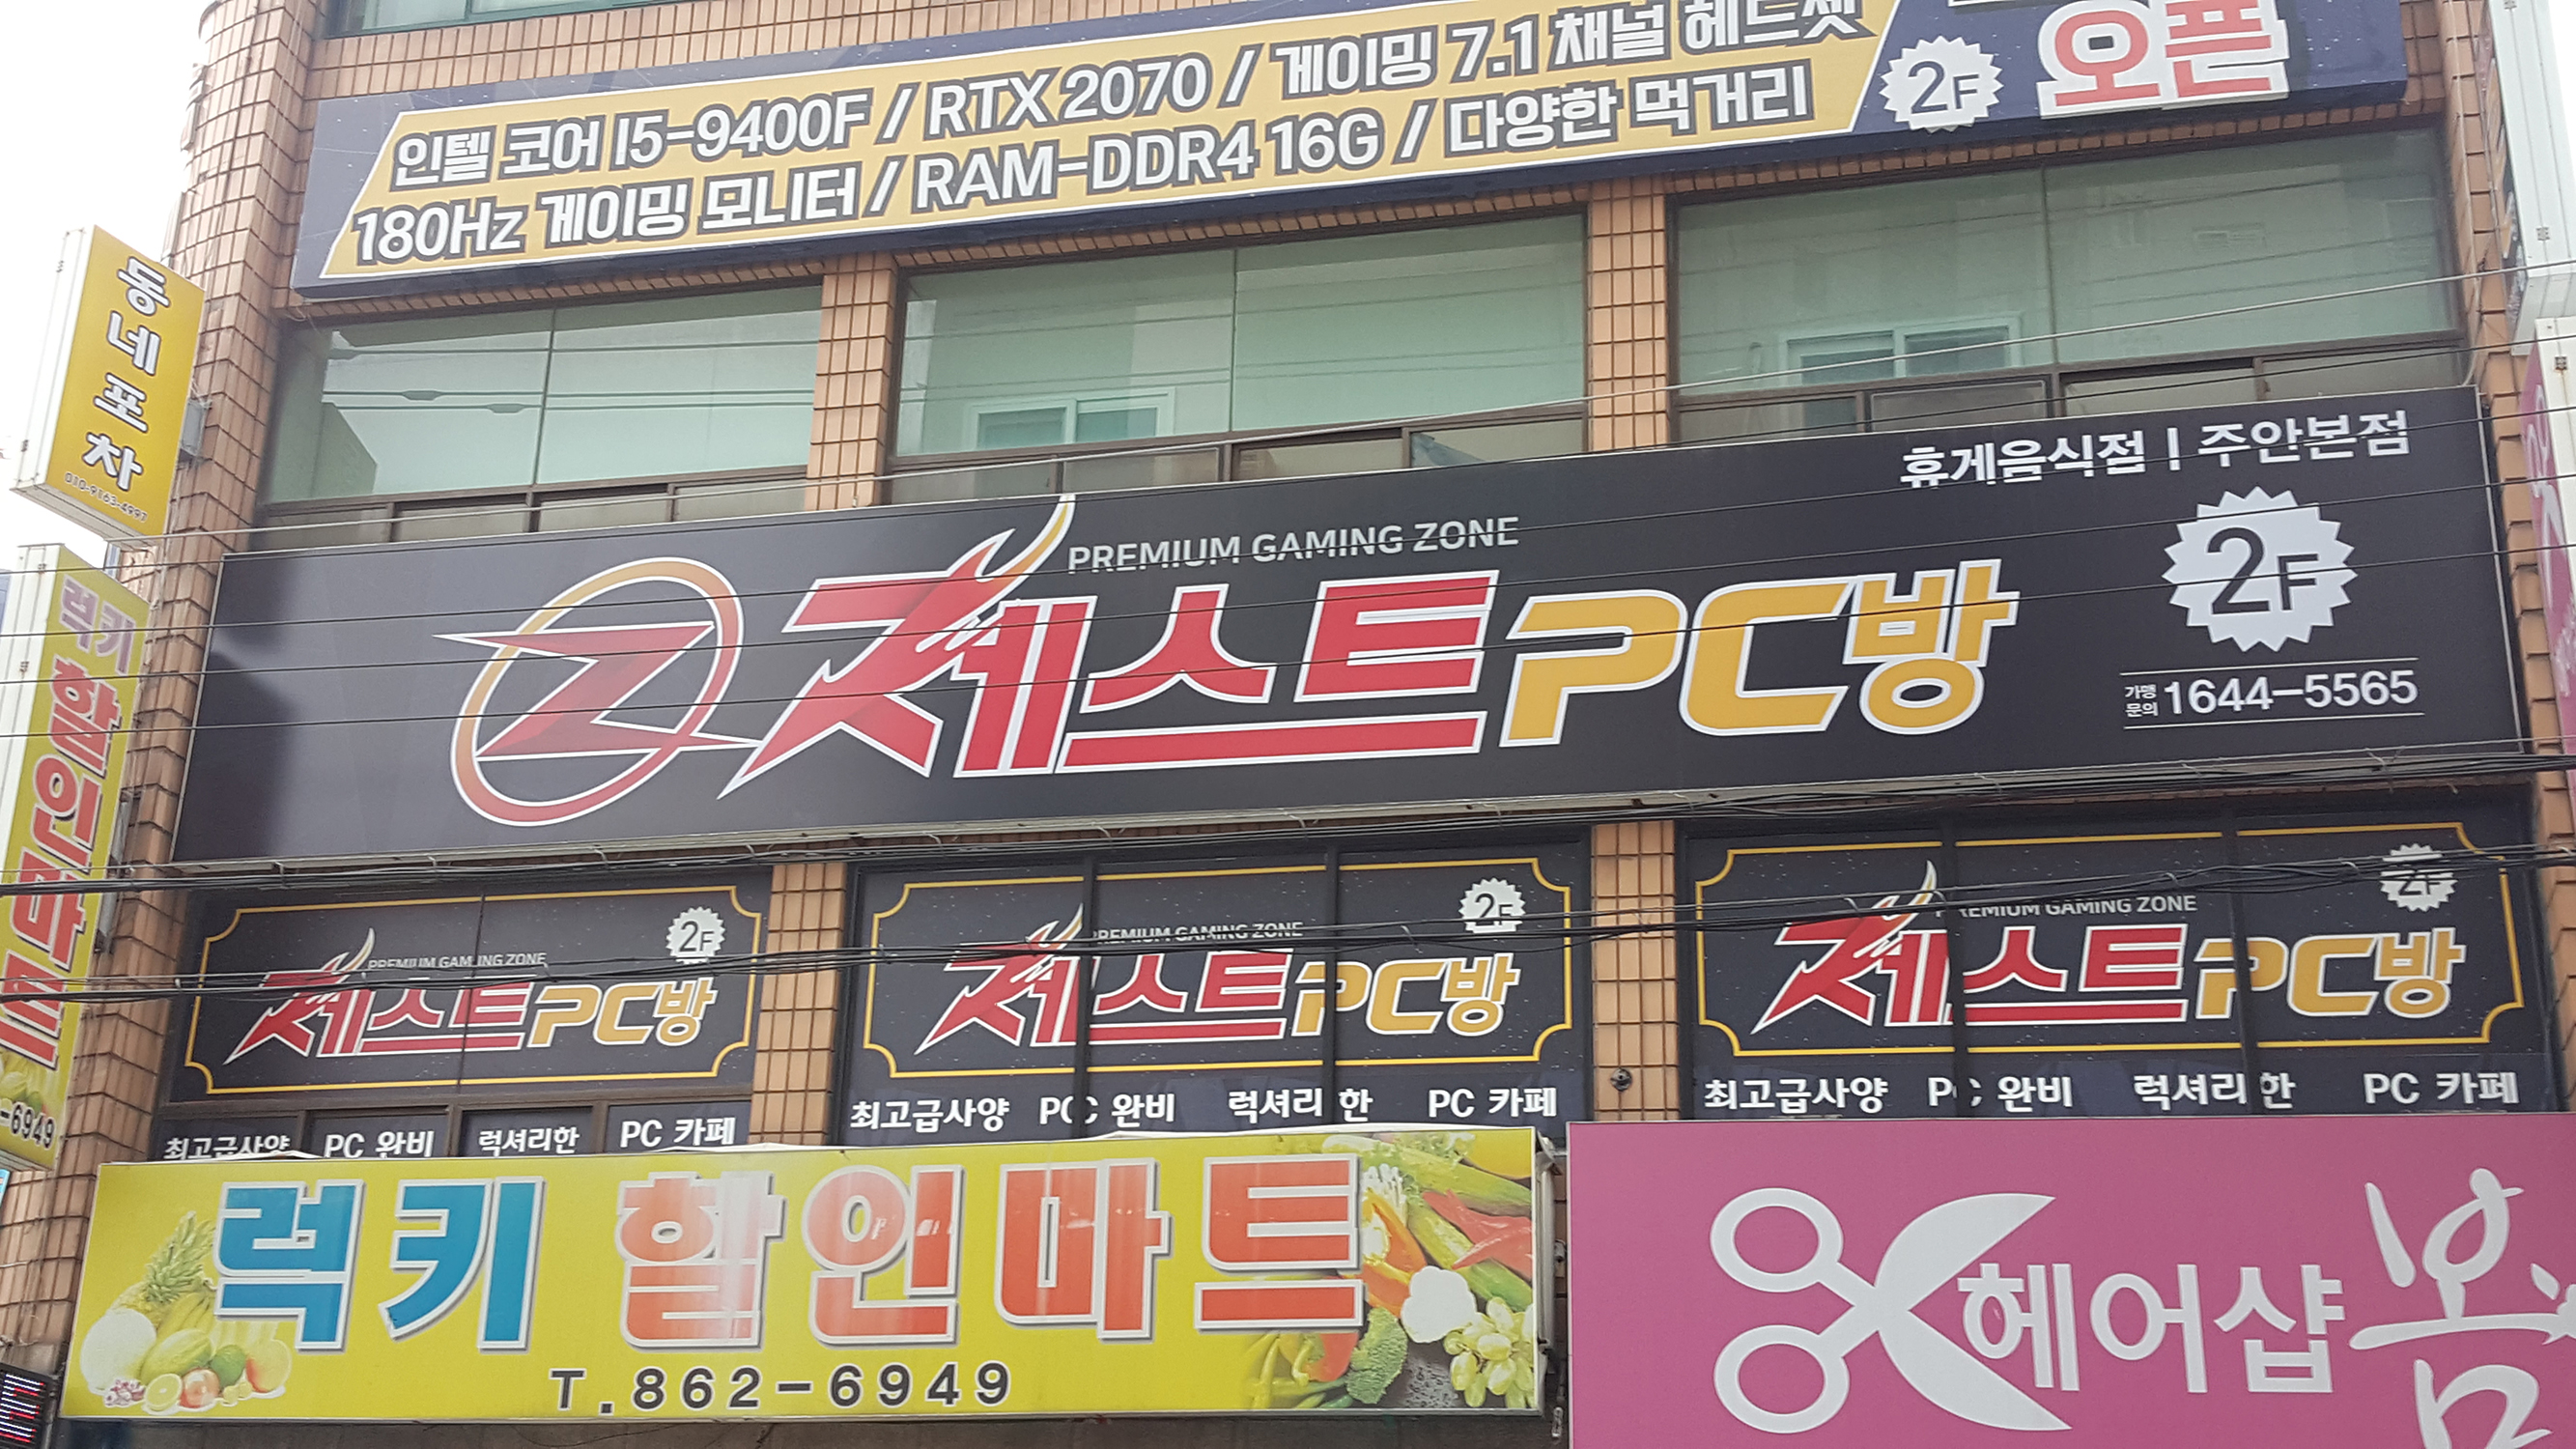 오픈
인텔 코어 I5-9400F / RTX 2070 / 게이밍 7.1 채널 헤드셋
180Hz 게이밍 모니터 / RAM-DDR4 16G / 다양한 먹거리
2F
동네포차
010-9163-4997
휴게음식점 | 주안본점
PREMIUM GAMING ZONE
Z 제스트PC방
2F
가맹문의 1644-5565
럭키 할인마트
-6949
PREMIUM GAMING ZONE
제스트PC방
2F
최고급사양 PC 완비 럭셔리한 PC 카페
PREMIUM GAMING ZONE
제스트PC방
2F
최고급사양 PC 완비 럭셔리한 PC 카페
PREMIUM GAMING ZONE
제스트PC방
2F
최고급사양 PC 완비 럭셔리한 PC 카페
럭키 할인마트
T.862-6949
헤어샵 봄